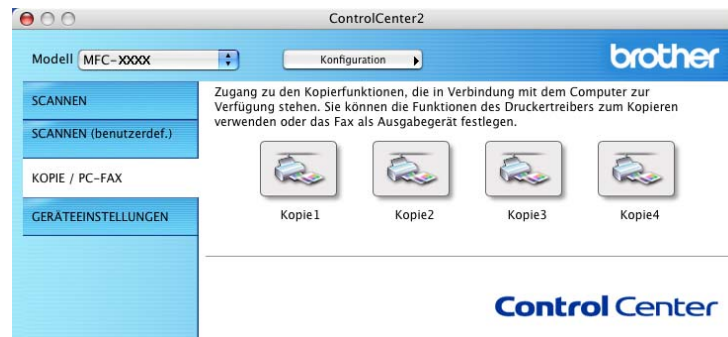 ControlCenter2
Modell MFC-XXXX Konfiguration
brother
SCANNEN
SCANNEN (benutzerdef.)
KOPIE / PC-FAX
GERÄTEEINSTELLUNGEN
Zugang zu den Kopierfunktionen, die in Verbindung mit dem Computer zur
Verfügung stehen. Sie können die Funktionen des Druckertreibers zum Kopieren
verwenden oder das Fax als Ausgabegerät festlegen.
Kopie1 Kopie2 Kopie3 Kopie4
Control Center